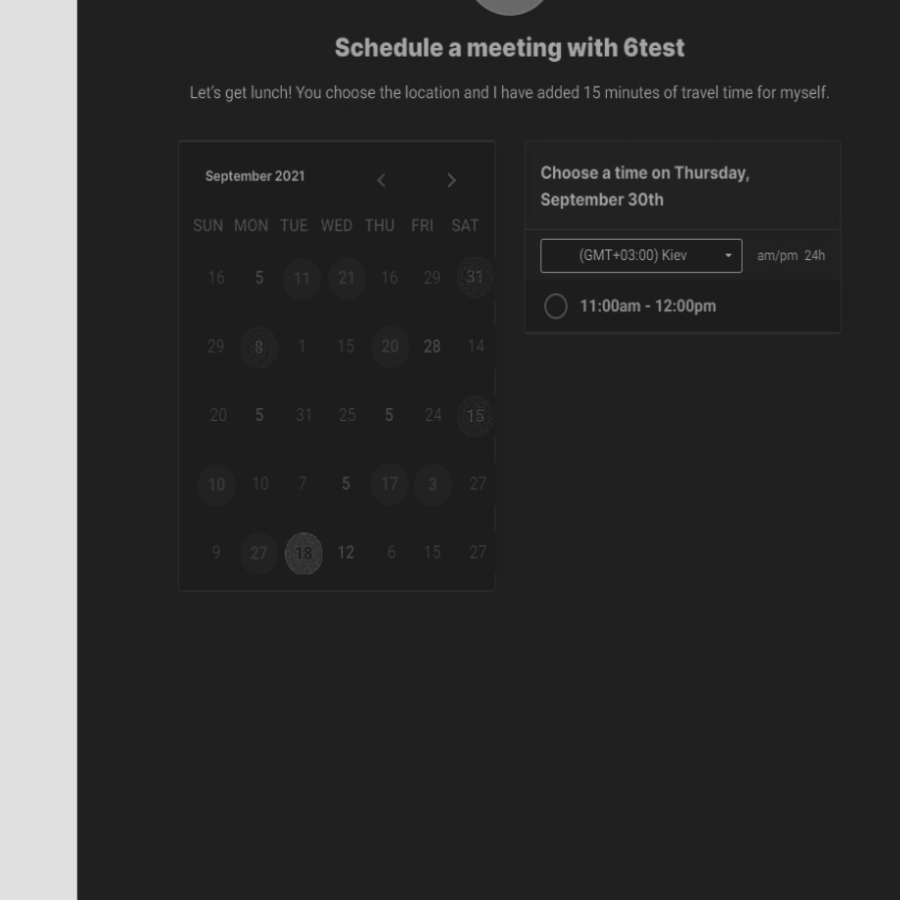 Schedule a meeting with 6test
Let's get lunch! You choose the location and I have added 15 minutes of travel time for myself.
September 2021
SUN MON TUE WED THU FRI SAT
16 5 11 21 16 29 31
29 8 1 15 20 28 14
20 5 31 25 5 24 15
10 10 7 5 17 3 27
9 27 18 12 6 15 27
Choose a time on Thursday,
September 30th
(GMT+03:00) Kiev am/pm 24h
11:00am - 12:00pm